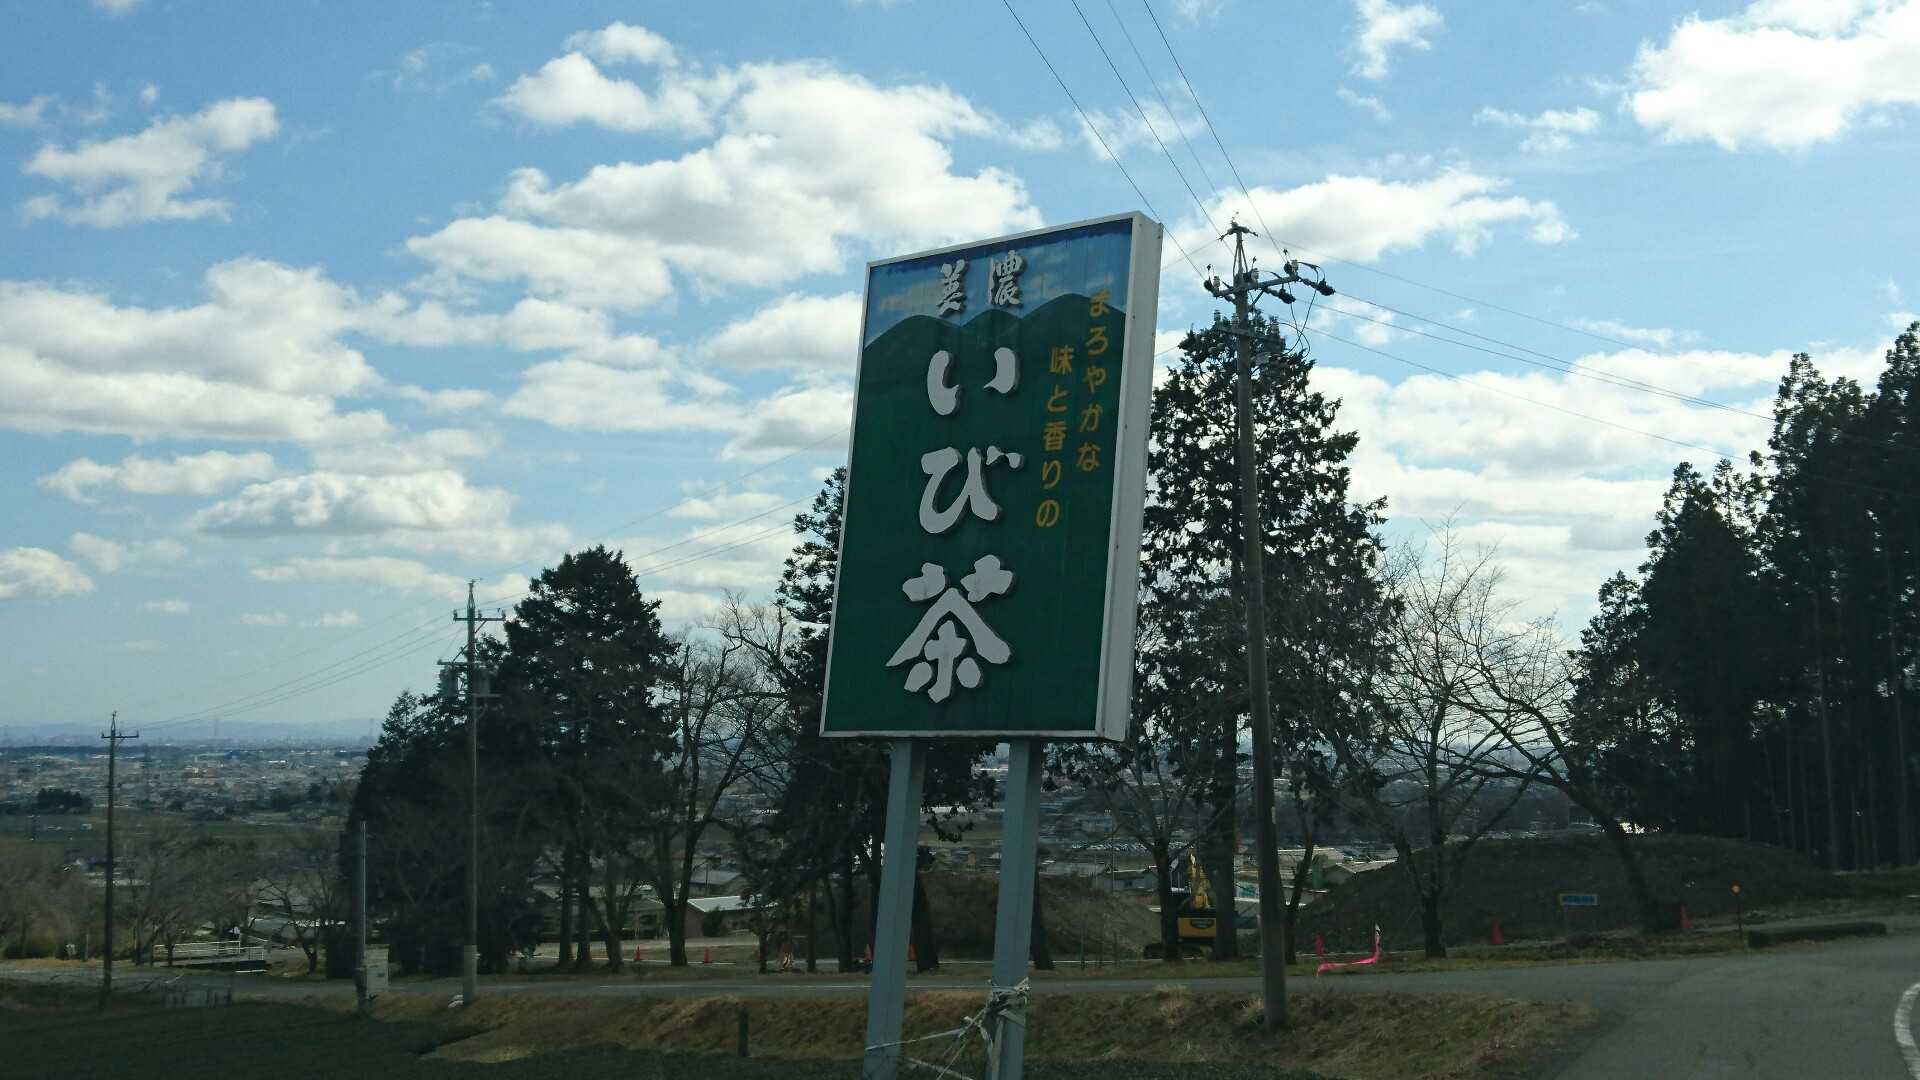 まろやかな
味と香りの
美濃
いび茶